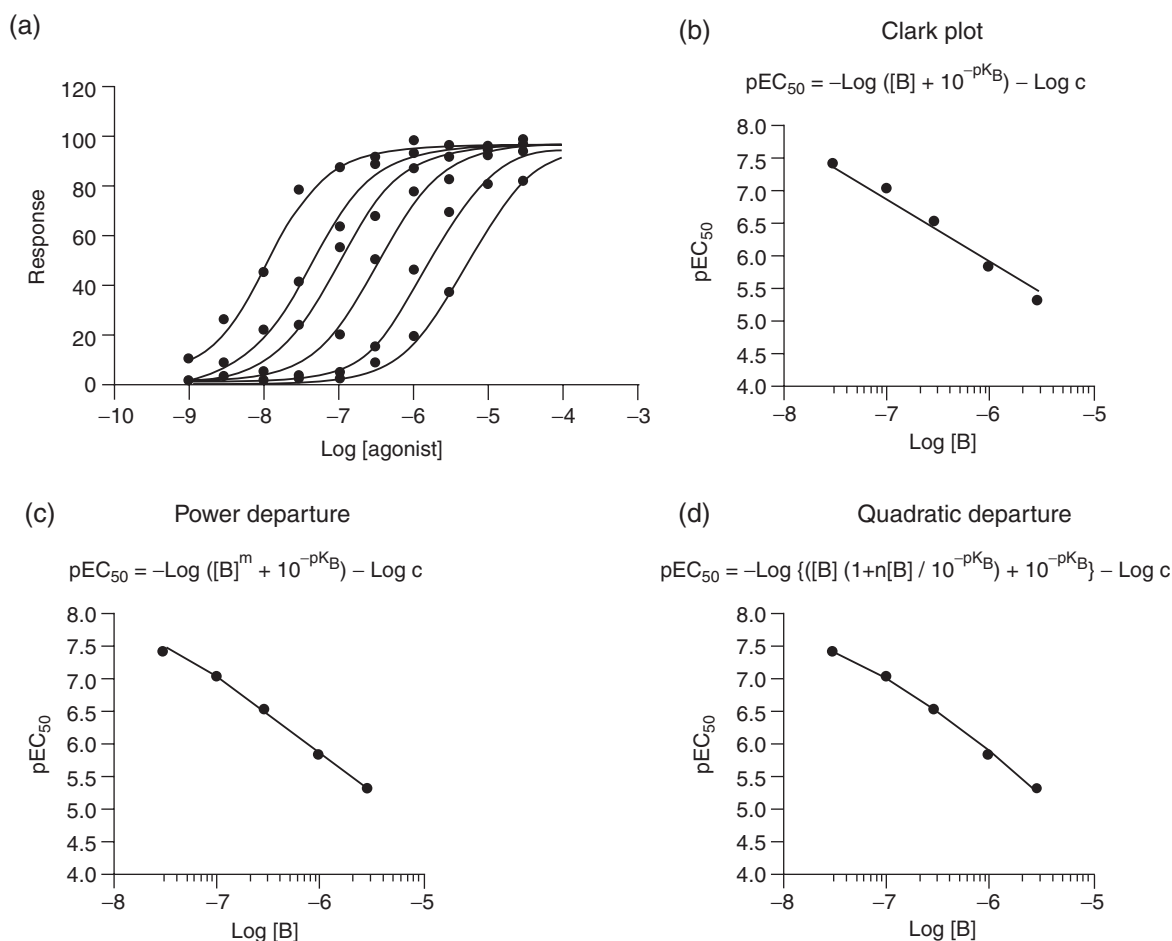 (a)
120
100
80
60
40
20
0
Response
–10 –9 –8 –7 –6 –5 –4 –3
Log [agonist]
(b) Clark plot
pEC50 = –Log ([B] + 10^–pKB) – Log c
8.0
7.5
7.0
6.5
6.0
5.5
5.0
4.5
4.0
pEC50
–8 –7 –6 –5
Log [B]
(c) Power departure
pEC50 = –Log ([B]^m + 10^–pKB) – Log c
8.0
7.5
7.0
6.5
6.0
5.5
5.0
4.5
4.0
pEC50
–8 –7 –6 –5
Log [B]
(d) Quadratic departure
pEC50 = –Log {([B] (1+n[B] / 10^–pKB) + 10^–pKB} – Log c
8.0
7.5
7.0
6.5
6.0
5.5
5.0
4.5
4.0
pEC50
–8 –7 –6 –5
Log [B]